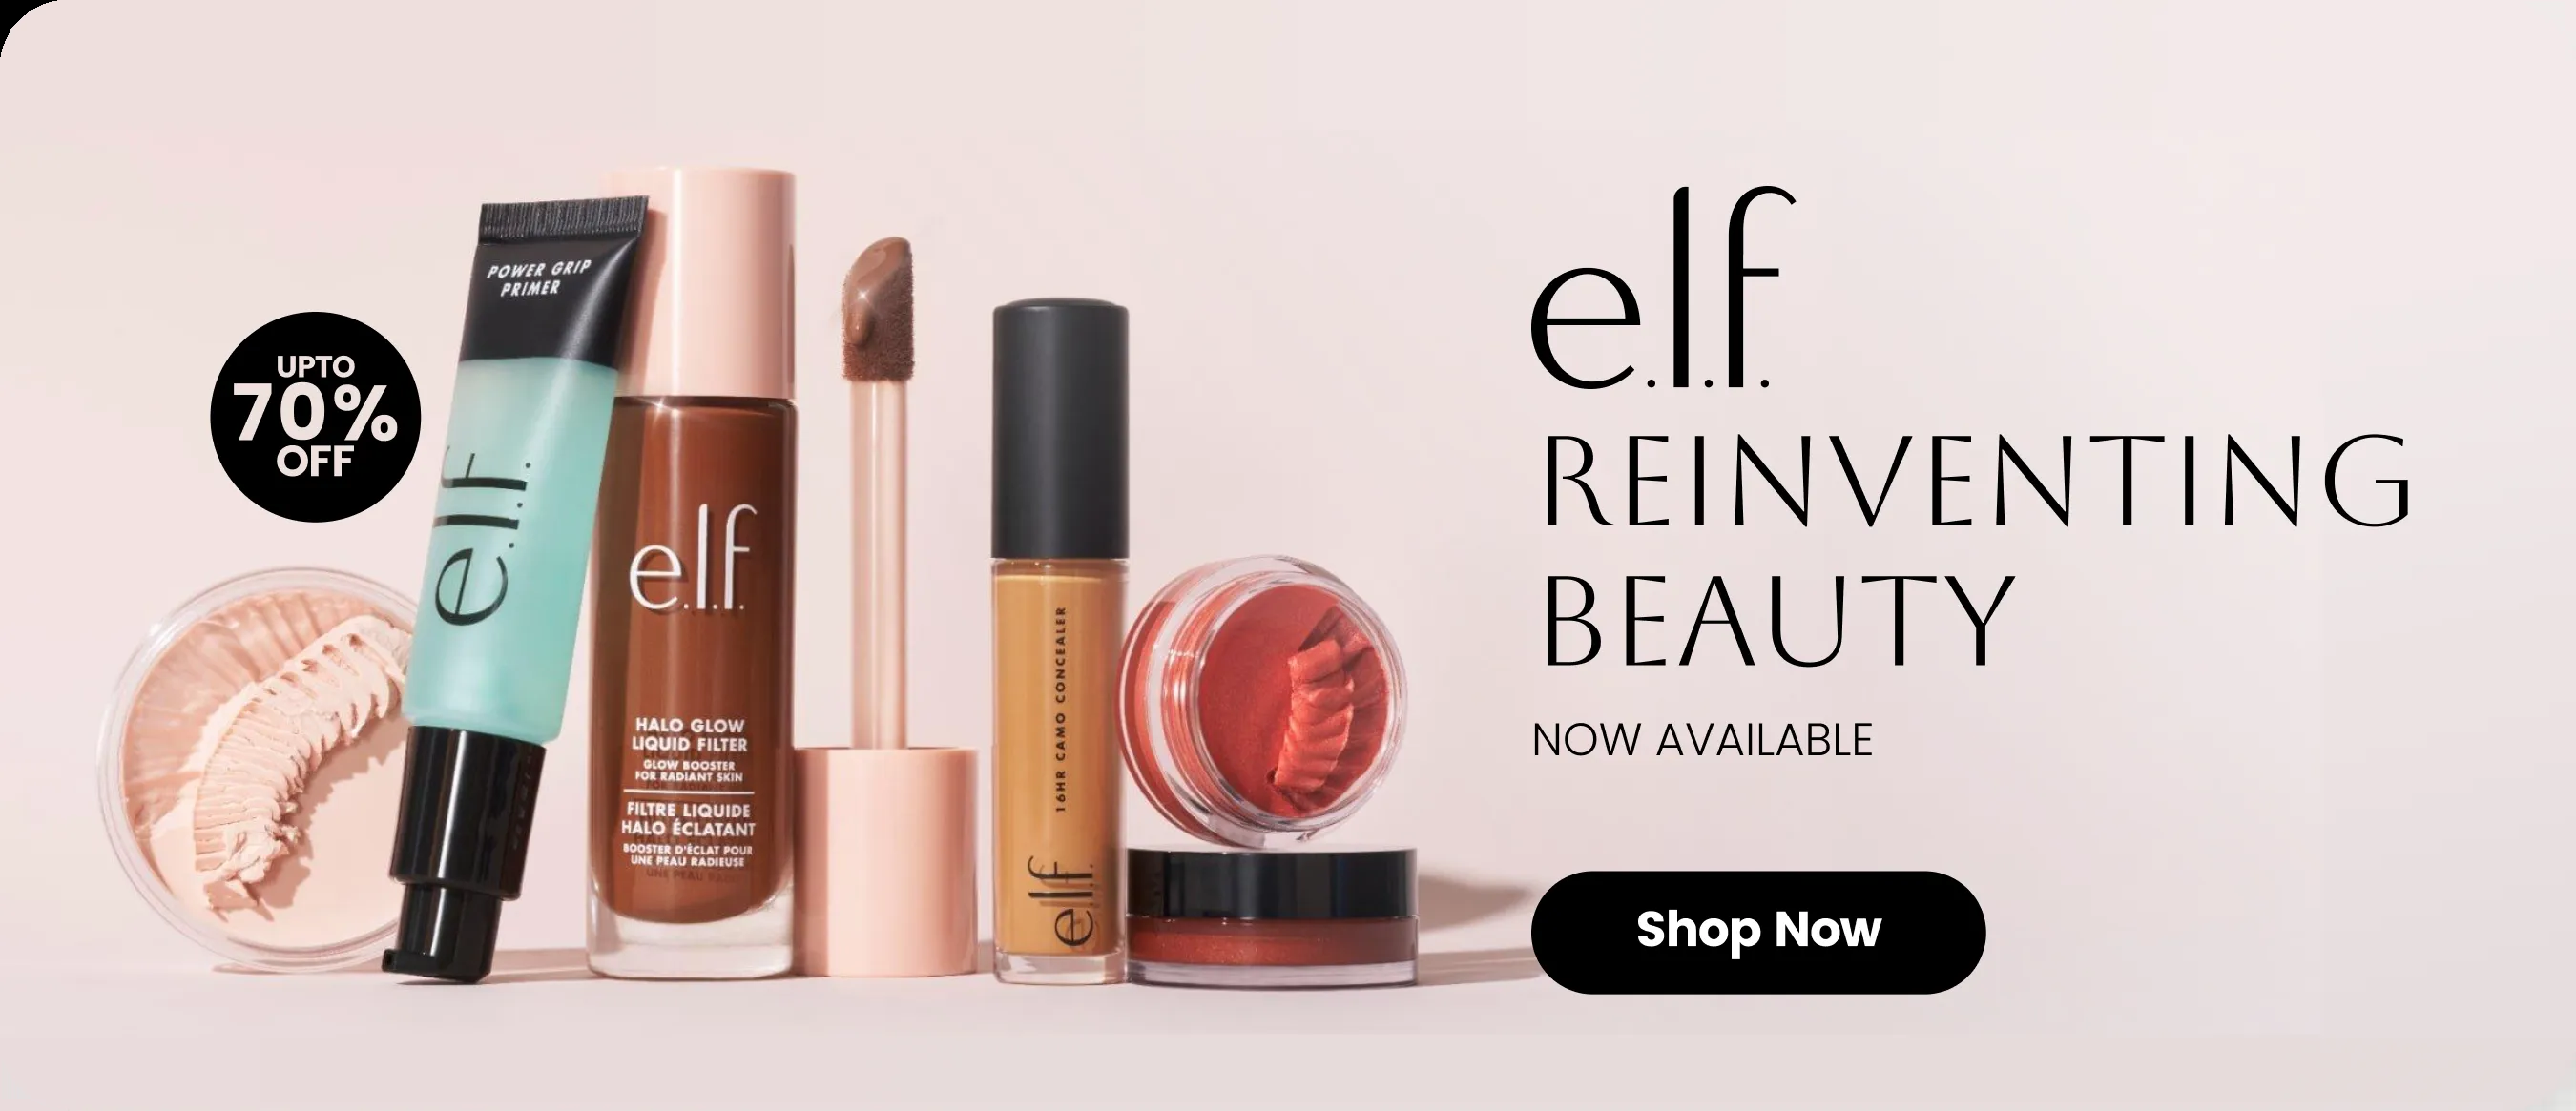 UPTO
70%
OFF
POWER GRIP
PRIMER
e.l.f.
e.l.f.
HALO GLOW
LIQUID FILTER
GLOW BOOSTER
FOR RADIANT SKIN
FILTRE LIQUIDE
HALO ÉCLATANT
BOOSTER D'ÉCLAT POUR
UNE PEAU RADIEUSE
16HR CAMO CONCEALER
e.l.f.
e.l.f.
REINVENTING
BEAUTY
NOW AVAILABLE
Shop Now